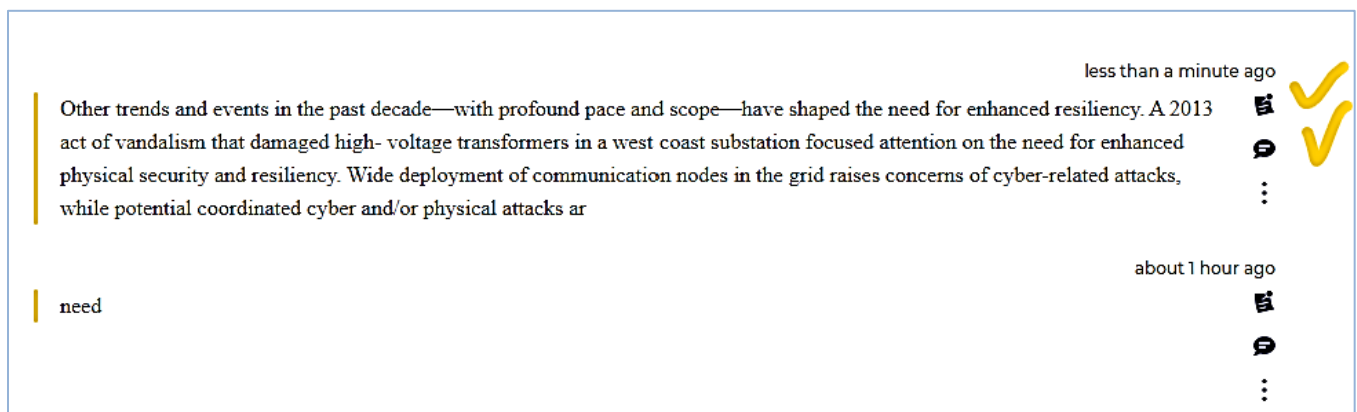 less than a minute ago
Other trends and events in the past decade—with profound pace and scope—have shaped the need for enhanced resiliency. A 2013
act of vandalism that damaged high- voltage transformers in a west coast substation focused attention on the need for enhanced
physical security and resiliency. Wide deployment of communication nodes in the grid raises concerns of cyber-related attacks,
while potential coordinated cyber and/or physical attacks ar
about 1 hour ago
need